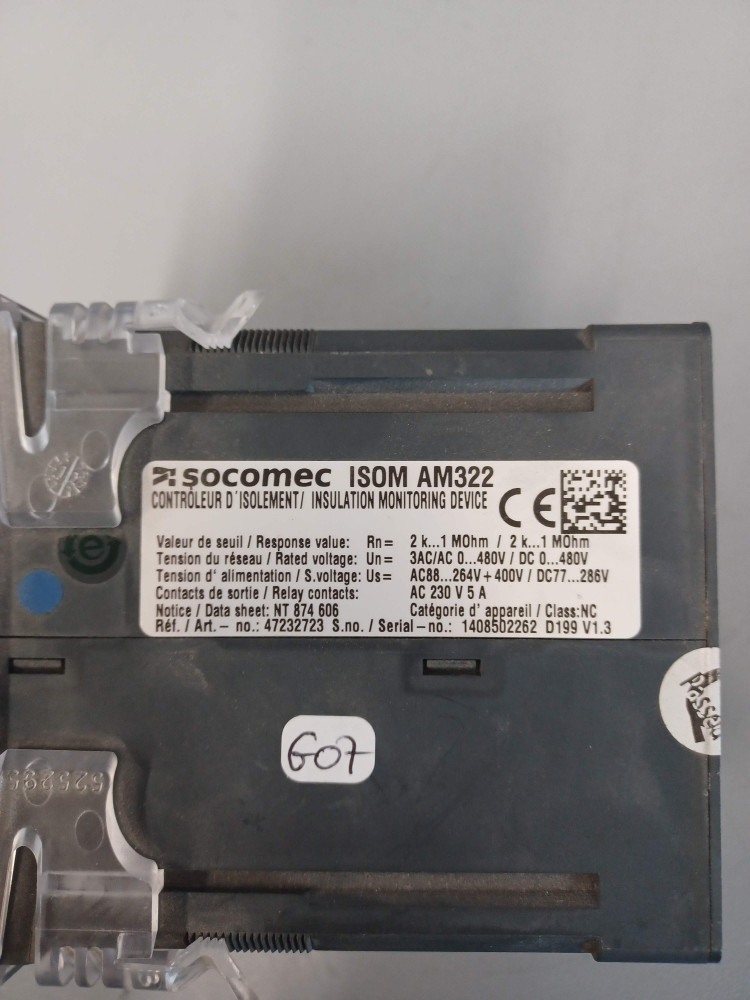 socomec ISOM AM322
CONTRÔLEUR D'ISOLEMENT/ INSULATION MONITORING DEVICE
CE
Valeur de seuil / Response value: Rn= 2 k...1 MOhm / 2 k...1 MOhm
Tension du réseau / Rated voltage: Un= 3AC/AC 0...480V / DC 0...480V
Tension d' alimentation / S.voltage: Us= AC88...264V+400V / DC77...286V
Contacts de sortie / Relay contacts: AC 230 V 5 A
Notice / Data sheet: NT 874 606 Catégorie d' appareil / Class:NC
Réf. / Art.– no.: 47232723 S.no. / Serial–no.: 1408502262 D199 V1.3
e
Passed
G07
525295